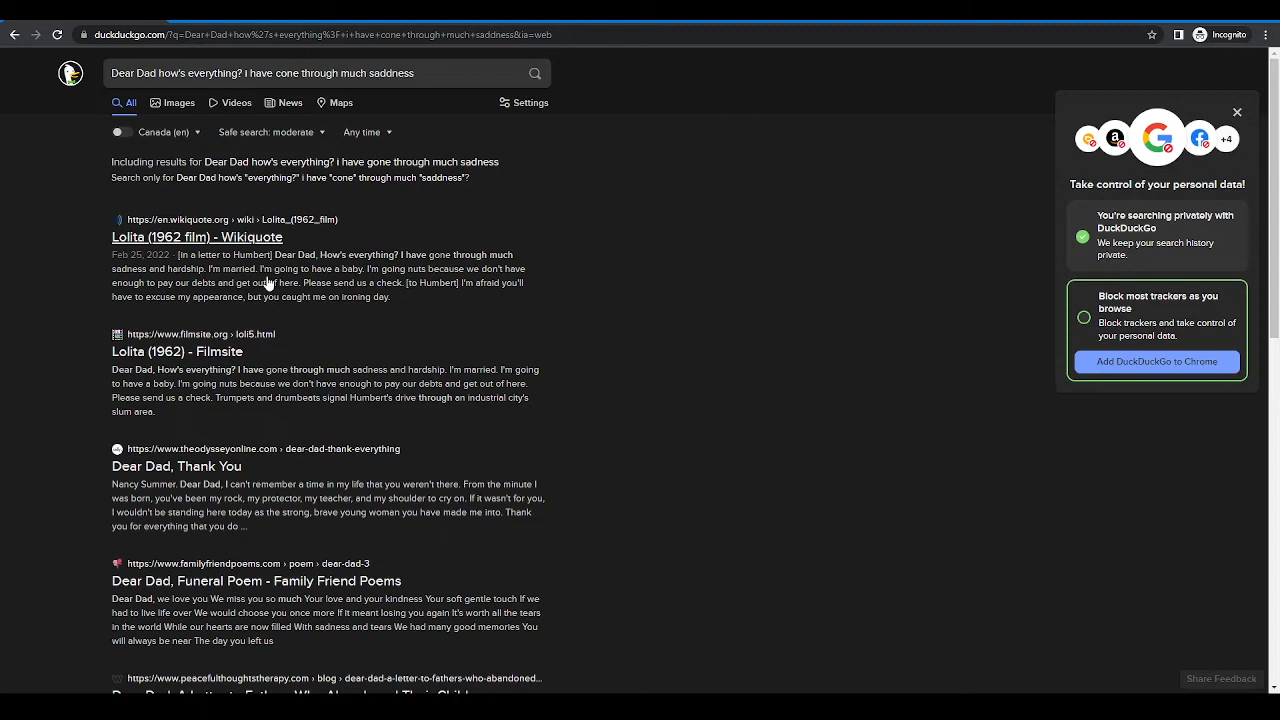 duckduckgo.com/?q=Dear+Dad+how%27s+everything%3F+i+have+cone+through+much+saddness&ia=web
Incognito
Dear Dad how's everything? i have cone through much saddness
All
Images
Videos
News
Maps
Settings
Canada (en)
Safe search: moderate
Any time
Including results for Dear Dad how's everything? i have gone through much sadness
Search only for Dear Dad how's "everything?" i have "cone" through much "saddness"?
https://en.wikiquote.org › wiki › Lolita_(1962_film)
Lolita (1962 film) - Wikiquote
Feb 25, 2022 - [in a letter to Humbert] Dear Dad, How's everything? I have gone through much
sadness and hardship. I'm married. I'm going to have a baby. I'm going nuts because we don't have
enough to pay our debts and get out of here. Please send us a check. [to Humbert] I'm afraid you'll
have to excuse my appearance, but you caught me on ironing day.
https://www.filmsite.org › loli5.html
Lolita (1962) - Filmsite
Dear Dad, How's everything? I have gone through much sadness and hardship. I'm married. I'm going
to have a baby. I'm going nuts because we don't have enough to pay our debts and get out of here.
Please send us a check. Trumpets and drumbeats signal Humbert's drive through an industrial city's
slum area.
https://www.theodysseyonline.com › dear-dad-thank-everything
Dear Dad, Thank You
Nancy Summer. Dear Dad, I can't remember a time in my life that you weren't there. From the minute I
was born, you've been my rock, my protector, my teacher, and my shoulder to cry on. If it wasn't for you,
I wouldn't be standing here today as the strong, brave young woman you have made me into. Thank
you for everything that you do ...
https://www.familyfriendpoems.com › poem › dear-dad-3
Dear Dad, Funeral Poem - Family Friend Poems
Dear Dad, we love you We miss you so much Your love and your kindness Your soft gentle touch If we
had to live life over We would choose you once more If it meant losing you again It's worth all the tears
in the world While our hearts are now filled With sadness and tears We had many good memories You
will always be near The day you left us
https://www.peacefulthoughtstherapy.com › blog › dear-dad-a-letter-to-fathers-who-abandoned...
+4
Take control of your personal data!
You're searching privately with
DuckDuckGo
We keep your search history
private.
Block most trackers as you
browse
Block trackers and take control of
your personal data.
Add DuckDuckGo to Chrome
Share Feedback